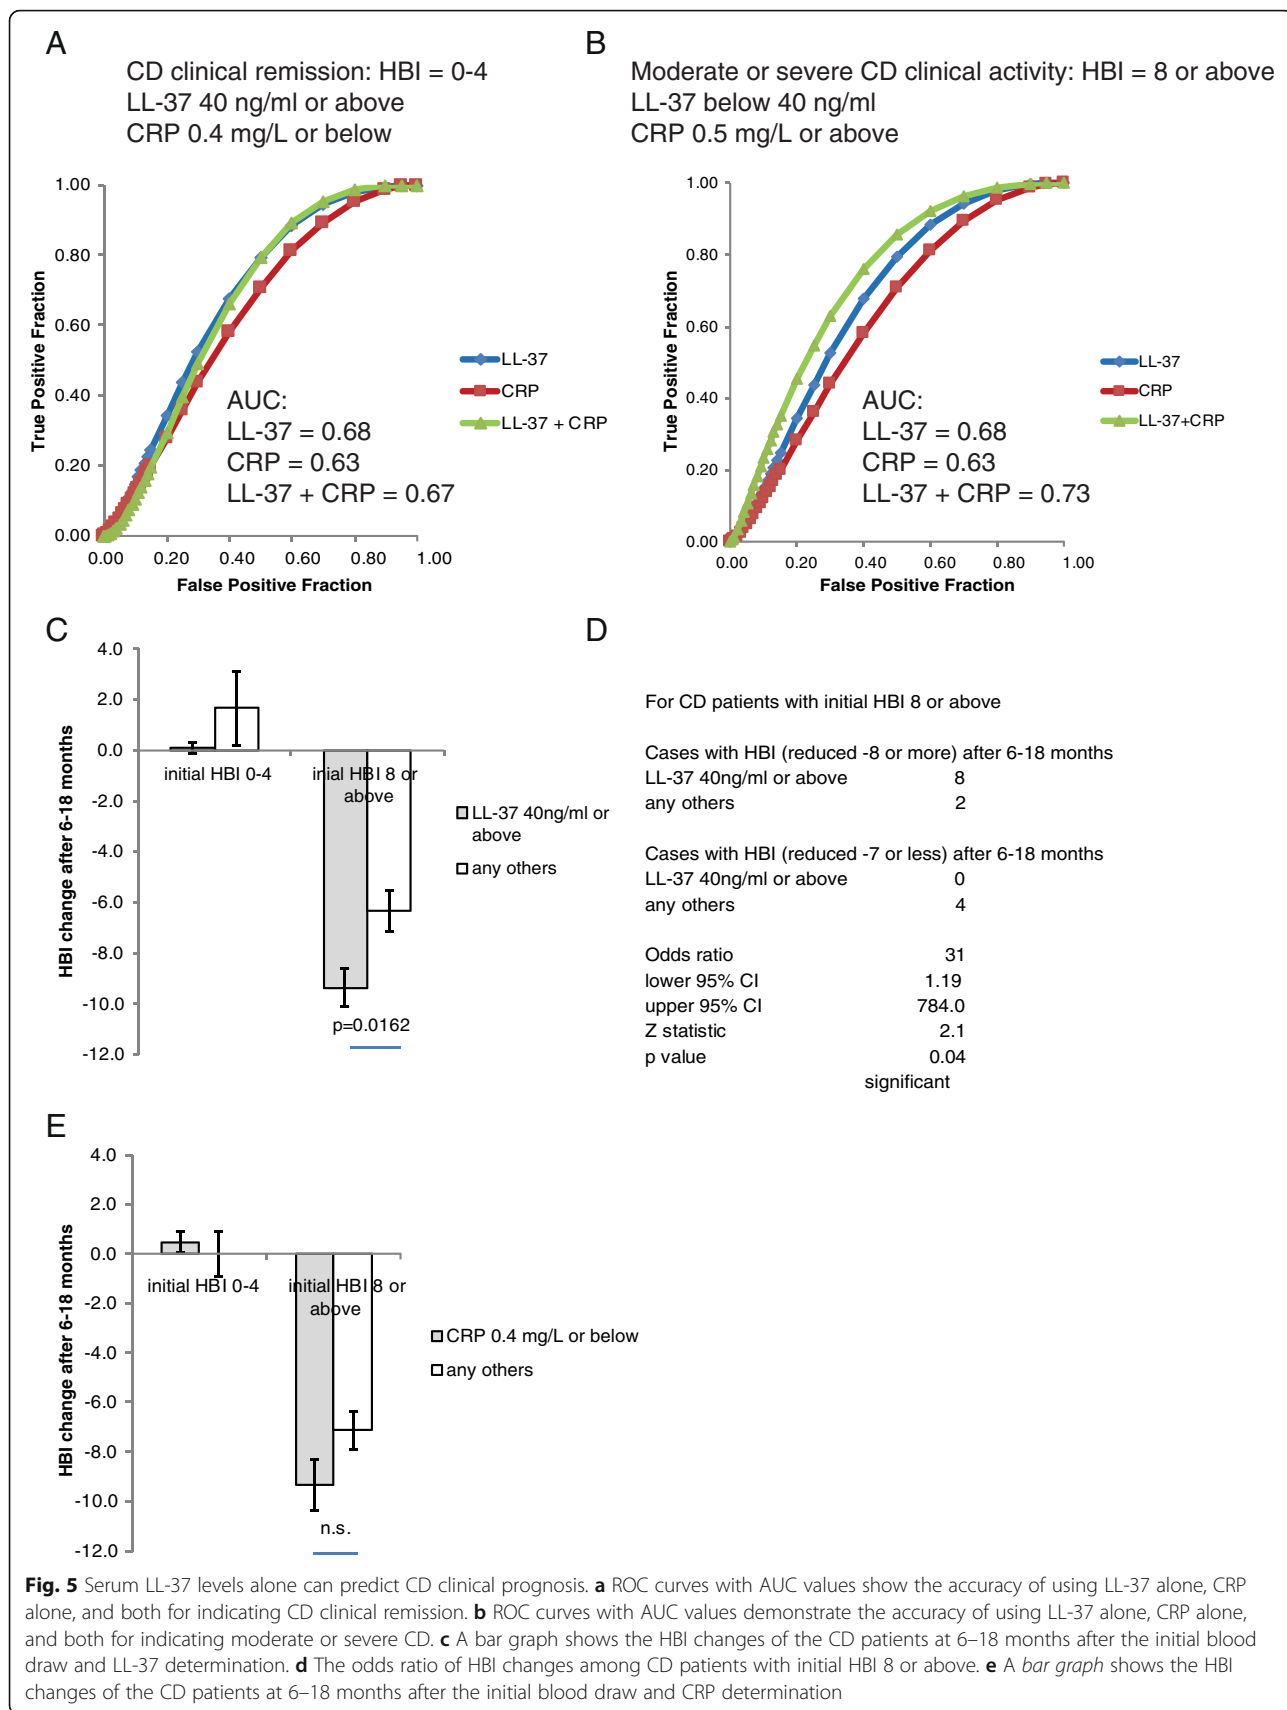 A
CD clinical remission: HBI = 0-4
LL-37 40 ng/ml or above
CRP 0.4 mg/L or below
1.00
0.80
0.60
0.40
0.20
0.00
True Positive Fraction
0.00 0.20 0.40 0.60 0.80 1.00
False Positive Fraction
AUC:
LL-37 = 0.68
CRP = 0.63
LL-37 + CRP = 0.67
LL-37
CRP
LL-37 + CRP
B
Moderate or severe CD clinical activity: HBI = 8 or above
LL-37 below 40 ng/ml
CRP 0.5 mg/L or above
1.00
0.80
0.60
0.40
0.20
0.00
True Positive Fraction
0.00 0.20 0.40 0.60 0.80 1.00
False Positive Fraction
AUC:
LL-37 = 0.68
CRP = 0.63
LL-37 + CRP = 0.73
LL-37
CRP
LL-37+CRP
C
4.0
2.0
0.0
-2.0
-4.0
-6.0
-8.0
-10.0
-12.0
HBI change after 6-18 months
initial HBI 0-4
inial HBI 8 or
above
p=0.0162
LL-37 40ng/ml or
above
any others
D
For CD patients with initial HBI 8 or above
Cases with HBI (reduced -8 or more) after 6-18 months
LL-37 40ng/ml or above 8
any others 2
Cases with HBI (reduced -7 or less) after 6-18 months
LL-37 40ng/ml or above 0
any others 4
Odds ratio 31
lower 95% CI 1.19
upper 95% CI 784.0
Z statistic 2.1
p value 0.04
significant
E
4.0
2.0
0.0
-2.0
-4.0
-6.0
-8.0
-10.0
-12.0
HBI change after 6-18 months
initial HBI 0-4
initial HBI 8 or
above
n.s.
CRP 0.4 mg/L or below
any others
Fig. 5 Serum LL-37 levels alone can predict CD clinical prognosis. a ROC curves with AUC values show the accuracy of using LL-37 alone, CRP
alone, and both for indicating CD clinical remission. b ROC curves with AUC values demonstrate the accuracy of using LL-37 alone, CRP alone,
and both for indicating moderate or severe CD. c A bar graph shows the HBI changes of the CD patients at 6–18 months after the initial blood
draw and LL-37 determination. d The odds ratio of HBI changes among CD patients with initial HBI 8 or above. e A bar graph shows the HBI
changes of the CD patients at 6–18 months after the initial blood draw and CRP determination